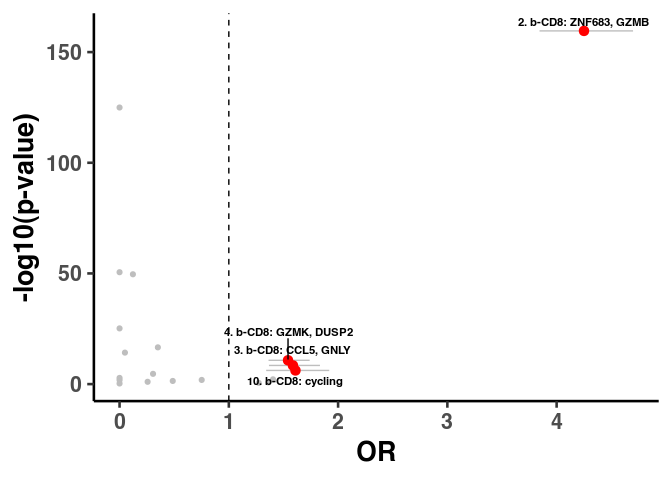 2. b-CD8: ZNF683, GZMB
150
100
-log10(p-value)
50
4. b-CD8: GZMK, DUSP2
3. b-CD8: CCL5, GNLY
10. b-CD8: cycling
0
0 1 2 3 4
OR